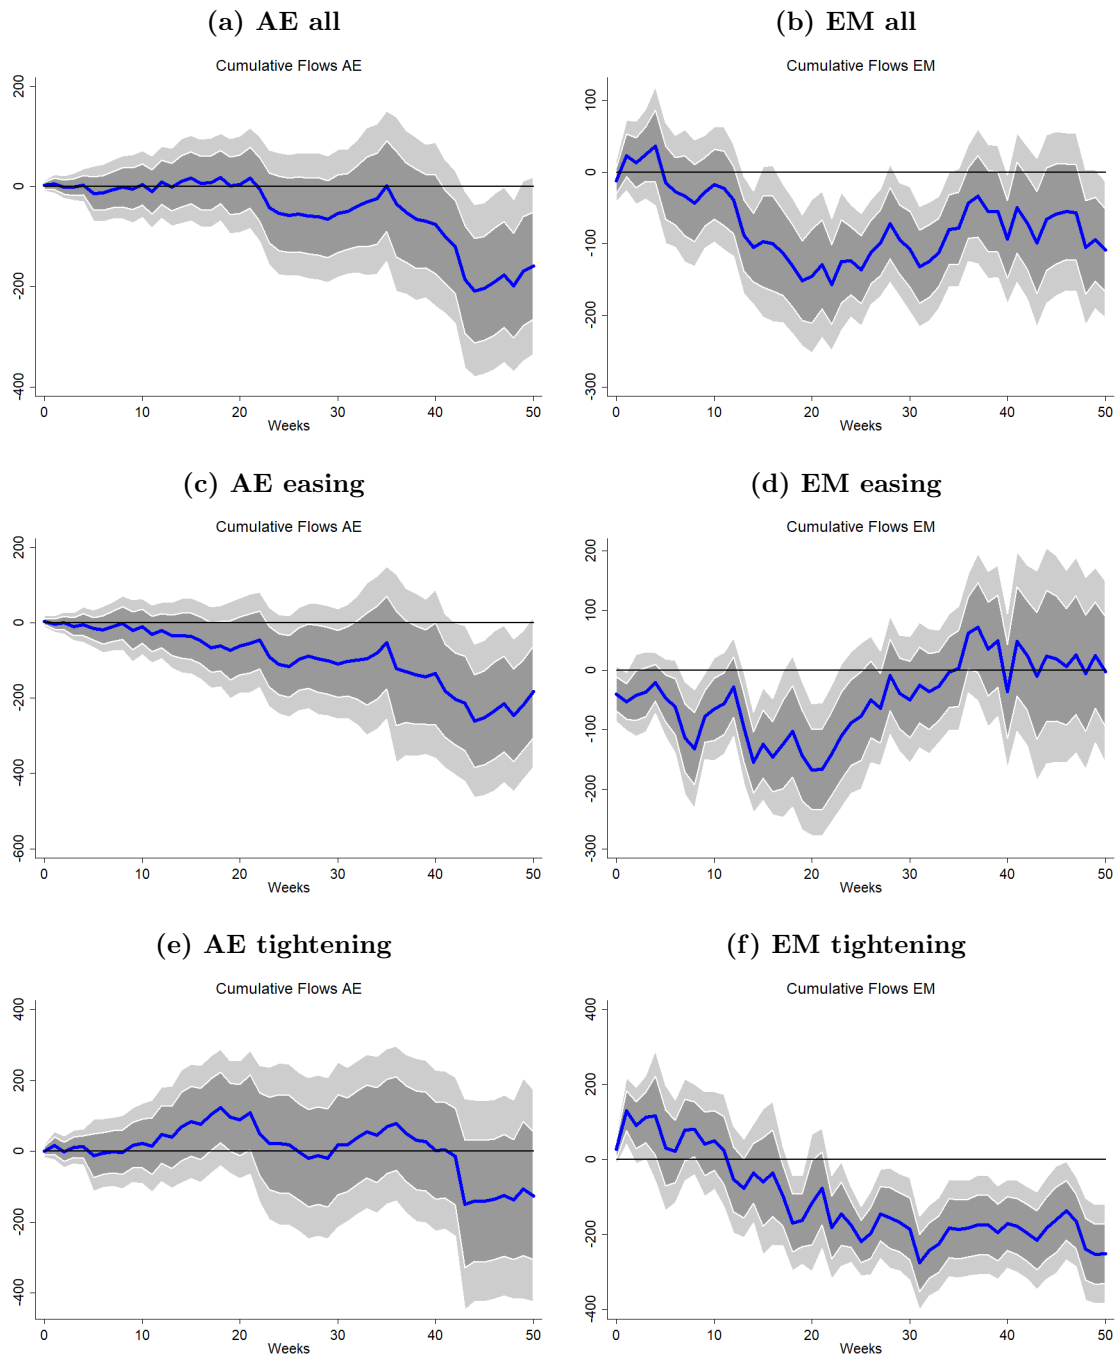 (a) AE all
Cumulative Flows AE
200
0
-200
-400
0 10 20 30 40 50
Weeks
(b) EM all
Cumulative Flows EM
100
0
-100
-200
-300
0 10 20 30 40 50
Weeks
(c) AE easing
Cumulative Flows AE
200
0
-200
-400
-600
0 10 20 30 40 50
Weeks
(d) EM easing
Cumulative Flows EM
200
100
0
-100
-200
-300
0 10 20 30 40 50
Weeks
(e) AE tightening
Cumulative Flows AE
400
200
0
-200
-400
0 10 20 30 40 50
Weeks
(f) EM tightening
Cumulative Flows EM
400
200
0
-200
-400
0 10 20 30 40 50
Weeks